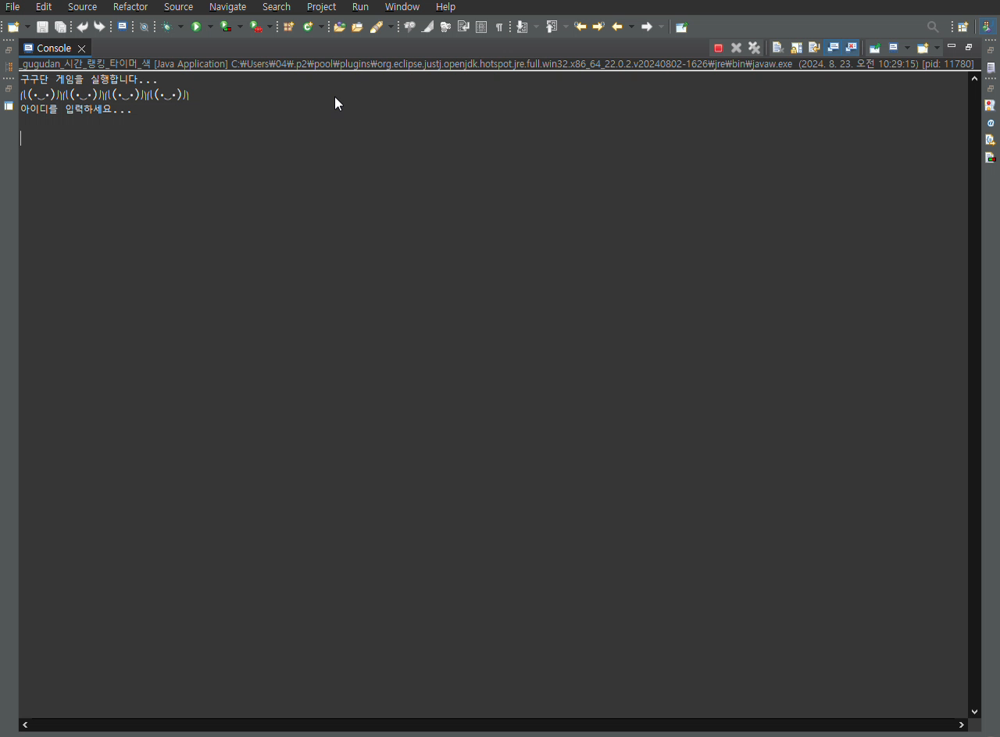 File Edit Source Refactor Source Navigate Search Project Run Window Help
Console
_gugudan_시간_랭킹_타이머_색 [Java Application] C:₩Users₩04₩.p2₩pool₩plugins₩org.eclipse.justj.openjdk.hotspot.jre.full.win32.x86_64_22.0.2.v20240802-1626₩jre₩bin₩javaw.exe (2024. 8. 23. 오전 10:29:15) [pid: 11780]
구구단 게임을 실행합니다...
아이디를 입력하세요...